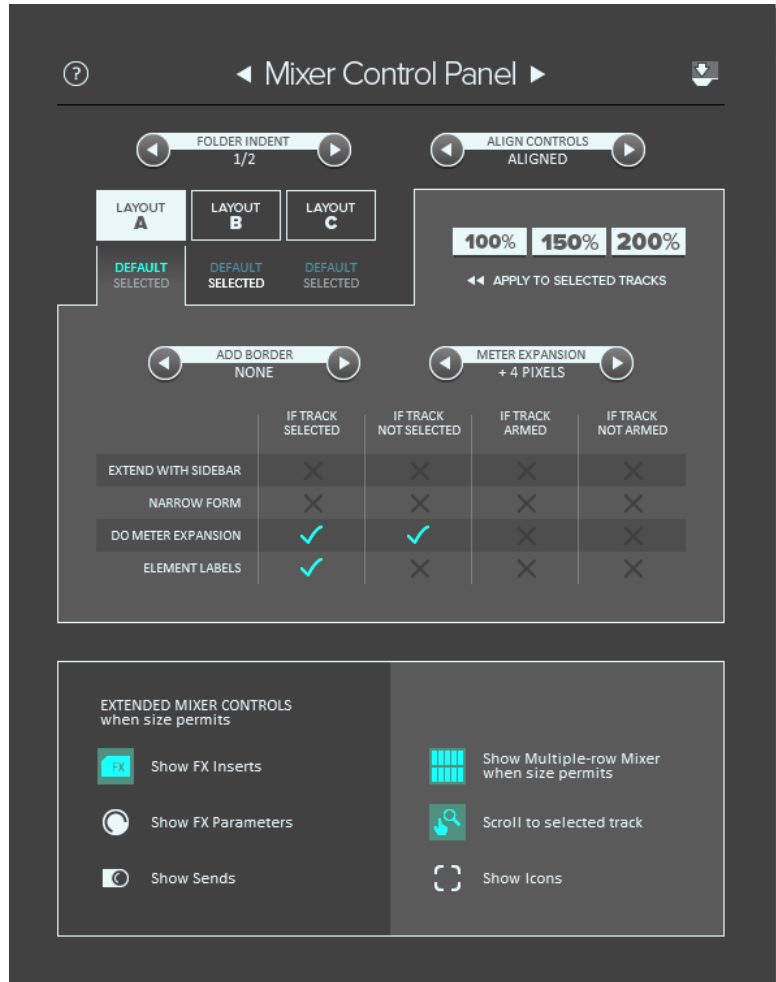 ?
Mixer Control Panel
FOLDER INDENT
1/2
ALIGN CONTROLS
ALIGNED
LAYOUT
A
LAYOUT
B
LAYOUT
C
100% 150% 200%
DEFAULT
SELECTED
DEFAULT
SELECTED
DEFAULT
SELECTED
APPLY TO SELECTED TRACKS
ADD BORDER
NONE
METER EXPANSION
+ 4 PIXELS
IF TRACK
SELECTED
IF TRACK
NOT SELECTED
IF TRACK
ARMED
IF TRACK
NOT ARMED
EXTEND WITH SIDEBAR
NARROW FORM
DO METER EXPANSION
ELEMENT LABELS
EXTENDED MIXER CONTROLS
when size permits
FX
Show FX Inserts
Show FX Parameters
Show Sends
Show Multiple-row Mixer
when size permits
Scroll to selected track
Show Icons